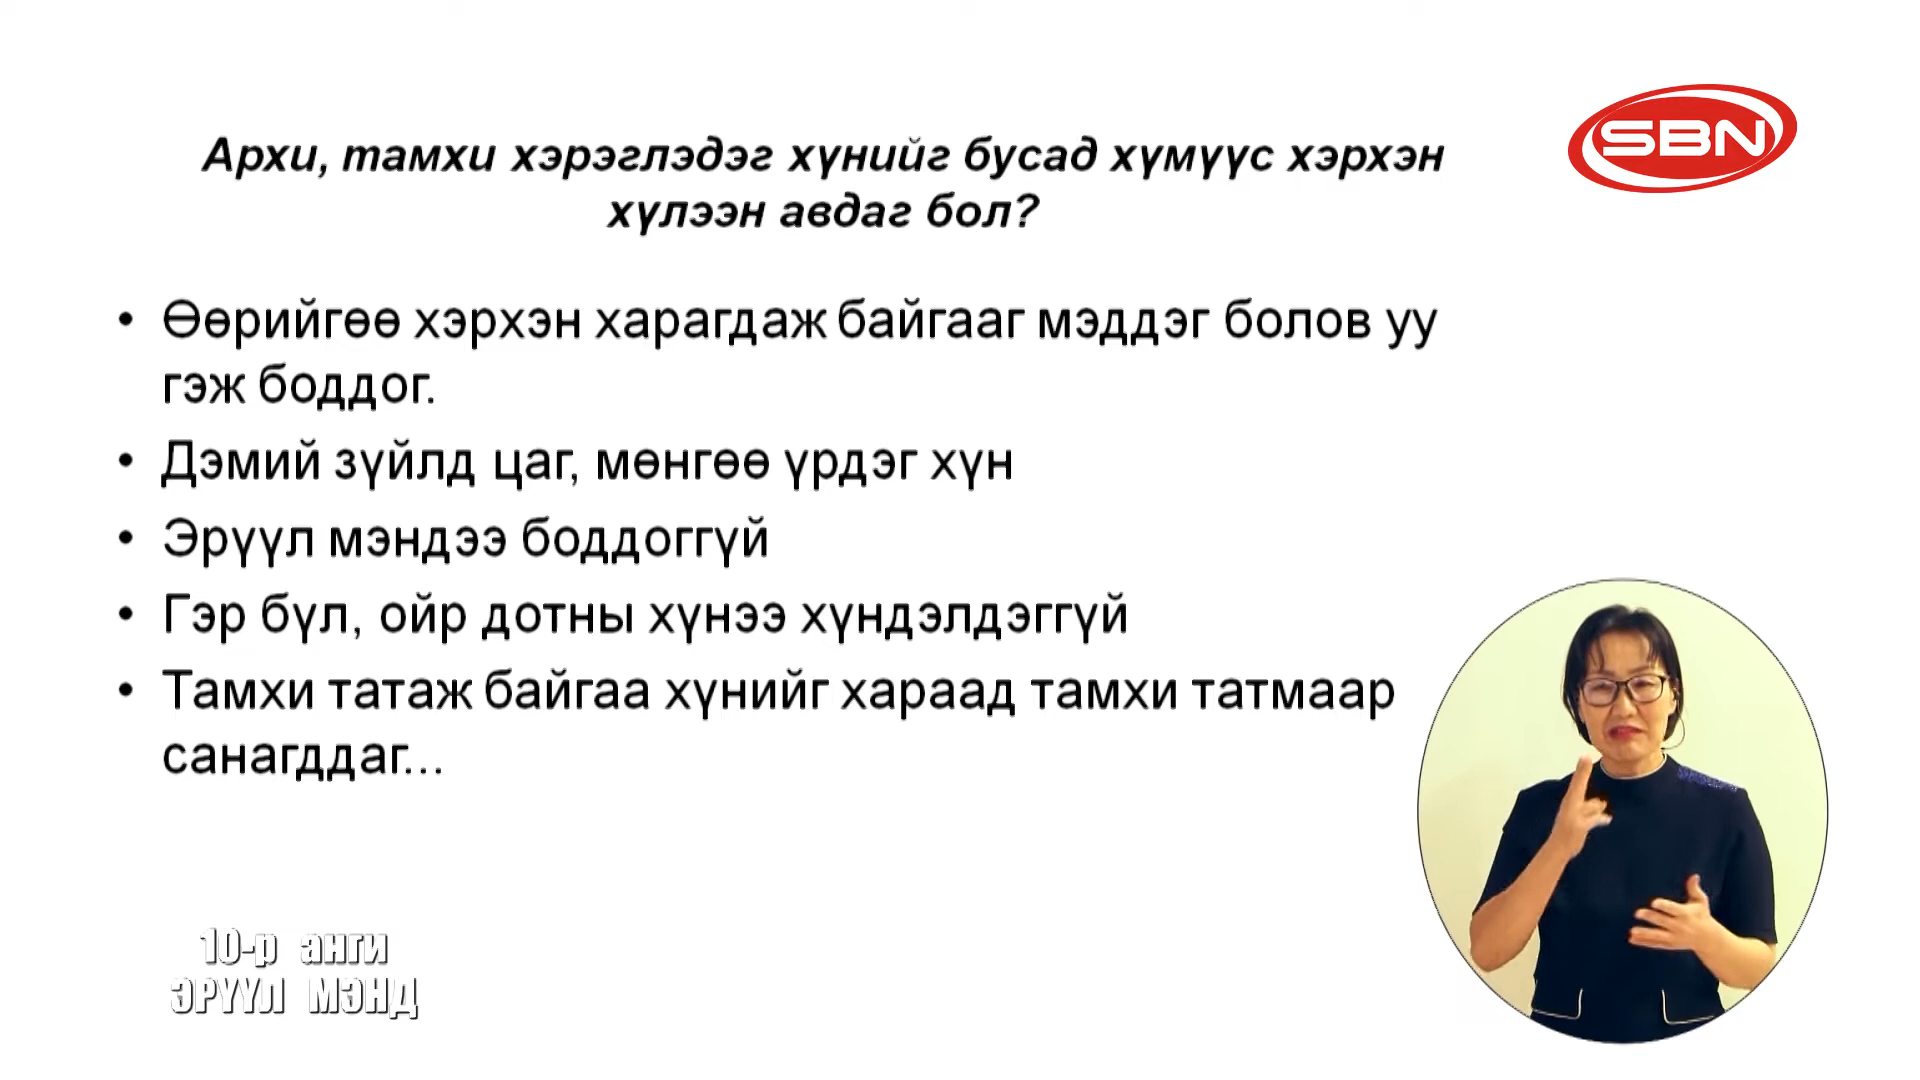 SBN
Архи, тамхи хэрэглэдэг хүнийг бусад хүмүүс хэрхэн
хүлээн авдаг бол?
• Өөрийгөө хэрхэн харагдаж байгааг мэддэг болов уу
гэж боддог.
• Дэмий зүйлд цаг, мөнгөө үрдэг хүн
• Эрүүл мэндээ боддоггүй
• Гэр бүл, ойр дотны хүнээ хүндэлдэггүй
• Тамхи татаж байгаа хүнийг хараад тамхи татмаар
санагддаг...
10-р анги
ЭРҮҮЛ МЭНД